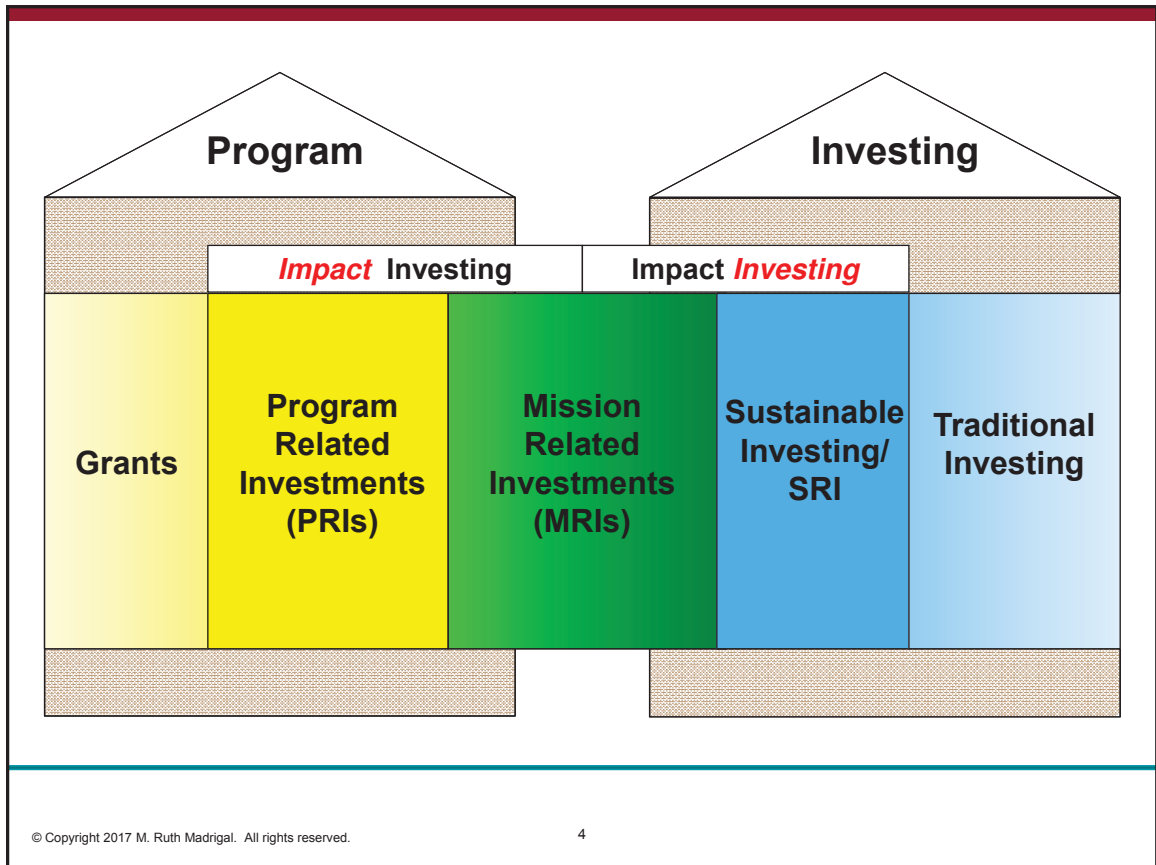 Program
Investing
Impact Investing
Impact Investing
Grants
Program
Related
Investments
(PRIs)
Mission
Related
Investments
(MRIs)
Sustainable
Investing/
SRI
Traditional
Investing
© Copyright 2017 M. Ruth Madrigal. All rights reserved.
4